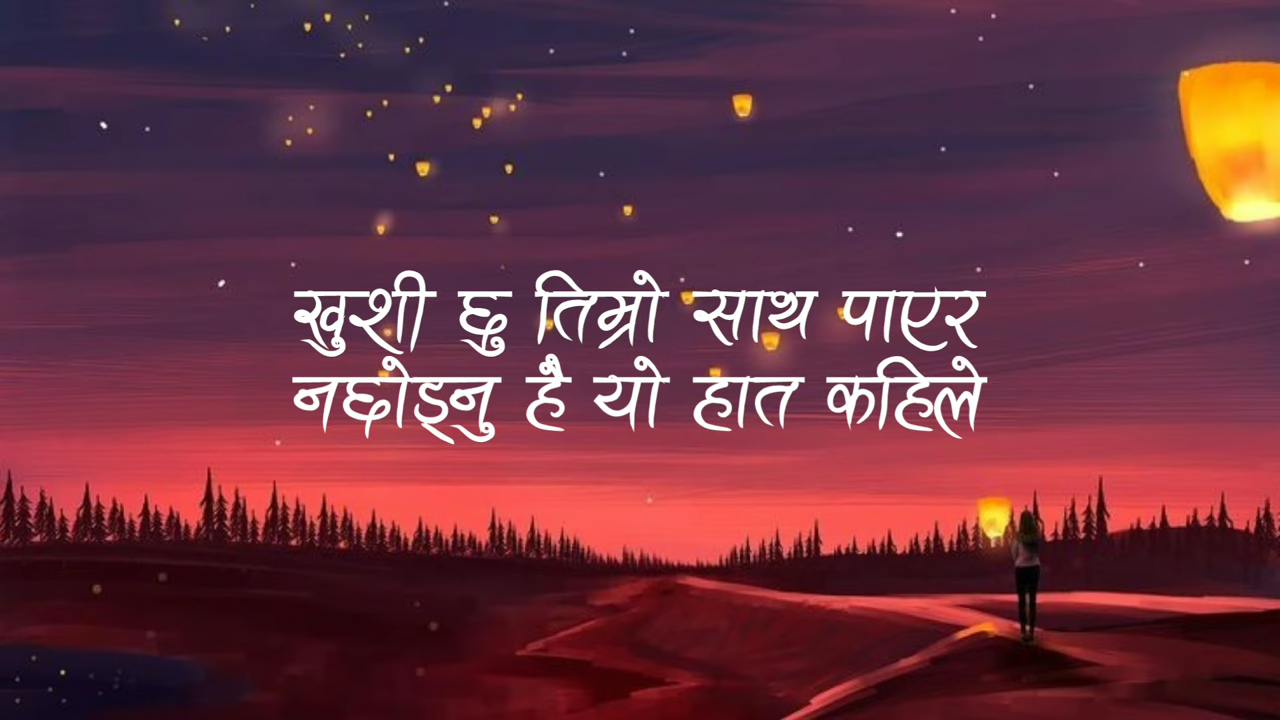 खुशी छु तिम्रो साथ पाएर
नछोड्नु है यो हात कहिले